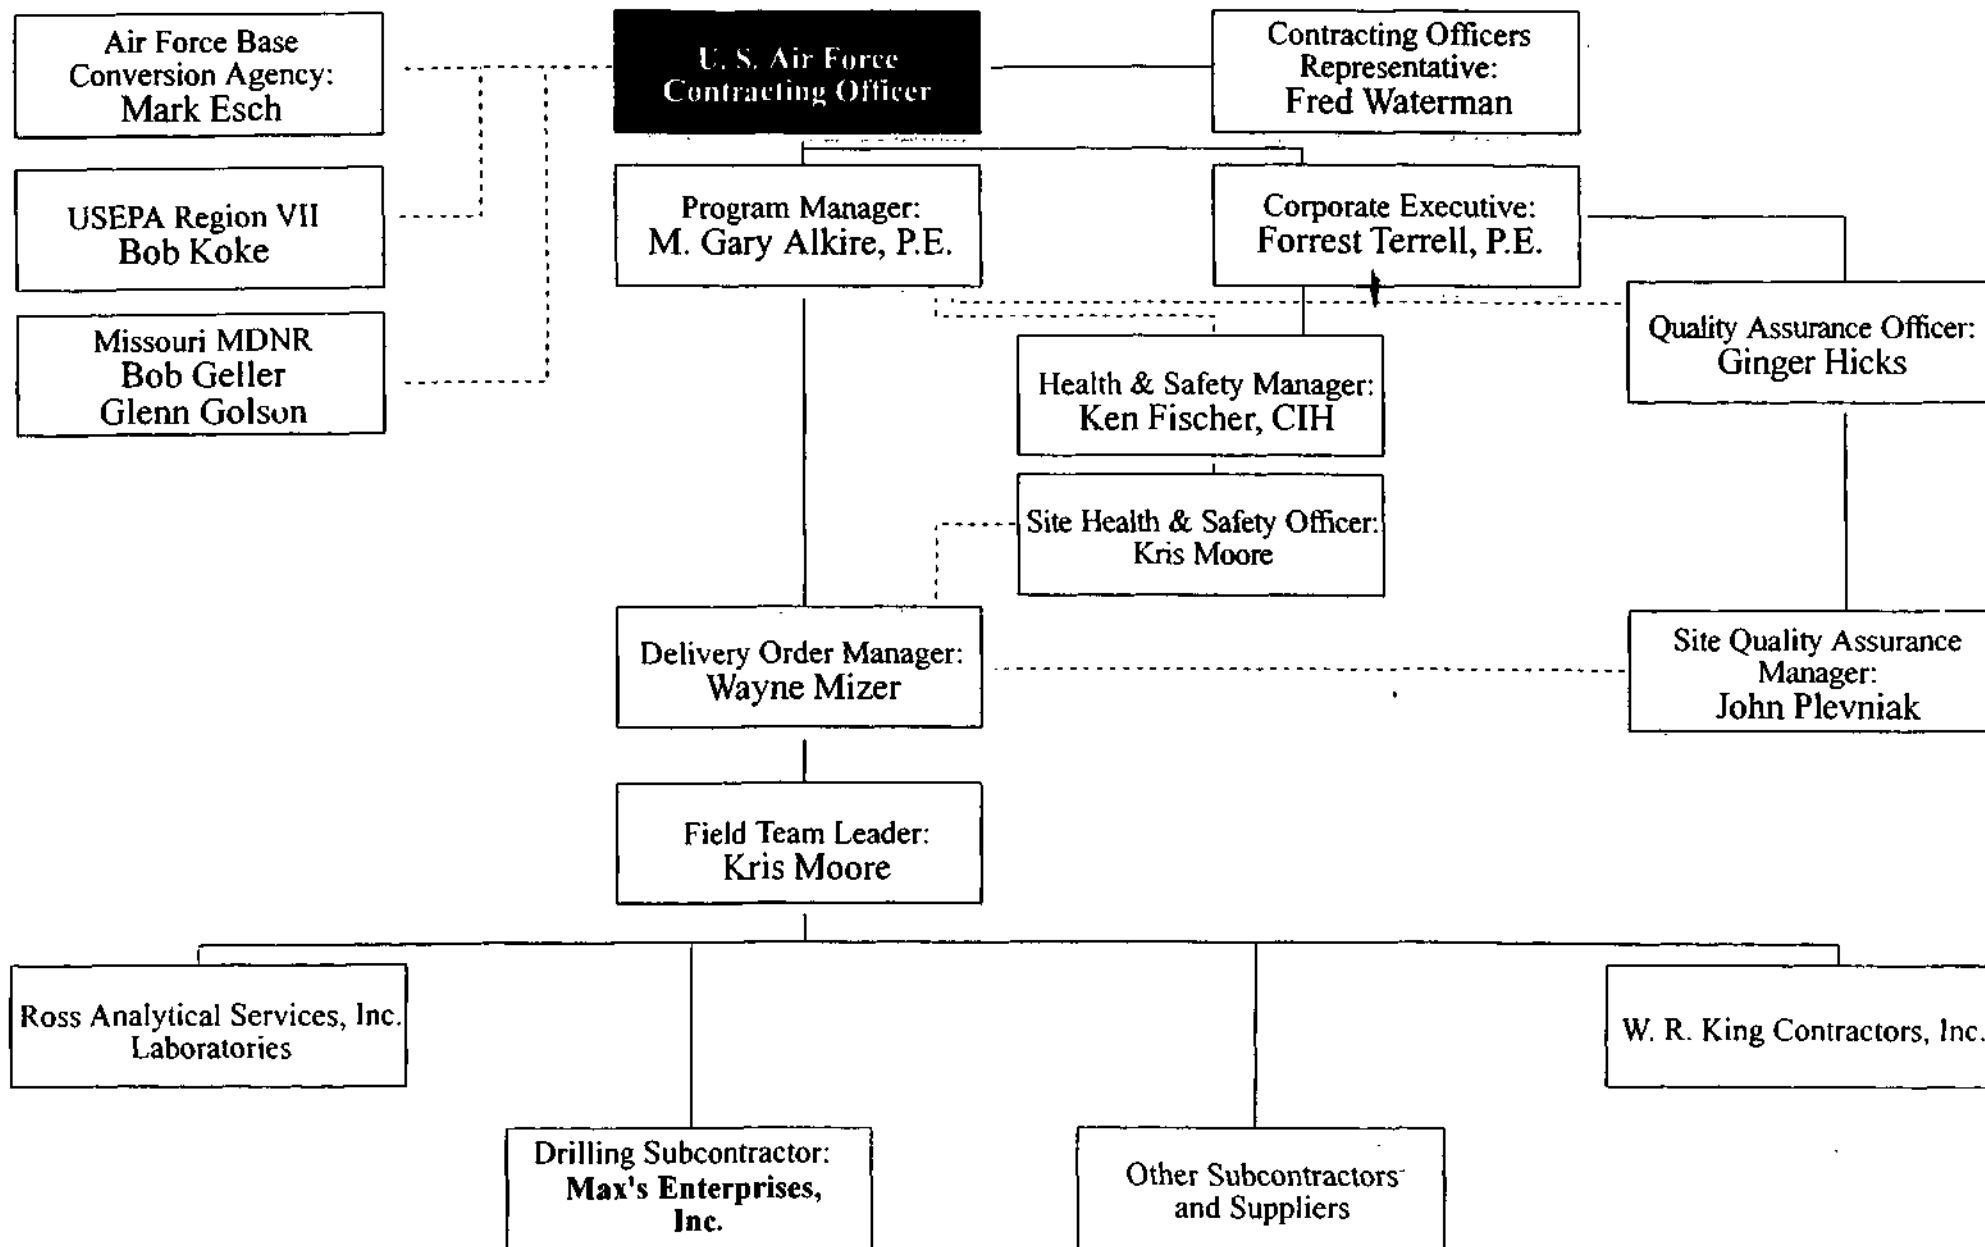 Air Force Base
Conversion Agency:
Mark Esch
U. S. Air Force
Contracting Officer
Contracting Officers
Representative:
Fred Waterman
USEPA Region VII
Bob Koke
Program Manager:
M. Gary Alkire, P.E.
Corporate Executive:
Forrest Terrell, P.E.
Missouri MDNR
Bob Geller
Glenn Golson
Health & Safety Manager:
Ken Fischer, CIH
Quality Assurance Officer:
Ginger Hicks
Site Health & Safety Officer:
Kris Moore
Delivery Order Manager:
Wayne Mizer
Site Quality Assurance
Manager:
John Plevniak
Field Team Leader:
Kris Moore
Ross Analytical Services, Inc.
Laboratories
W. R. King Contractors, Inc.
Drilling Subcontractor:
Max's Enterprises,
Inc.
Other Subcontractors
and Suppliers